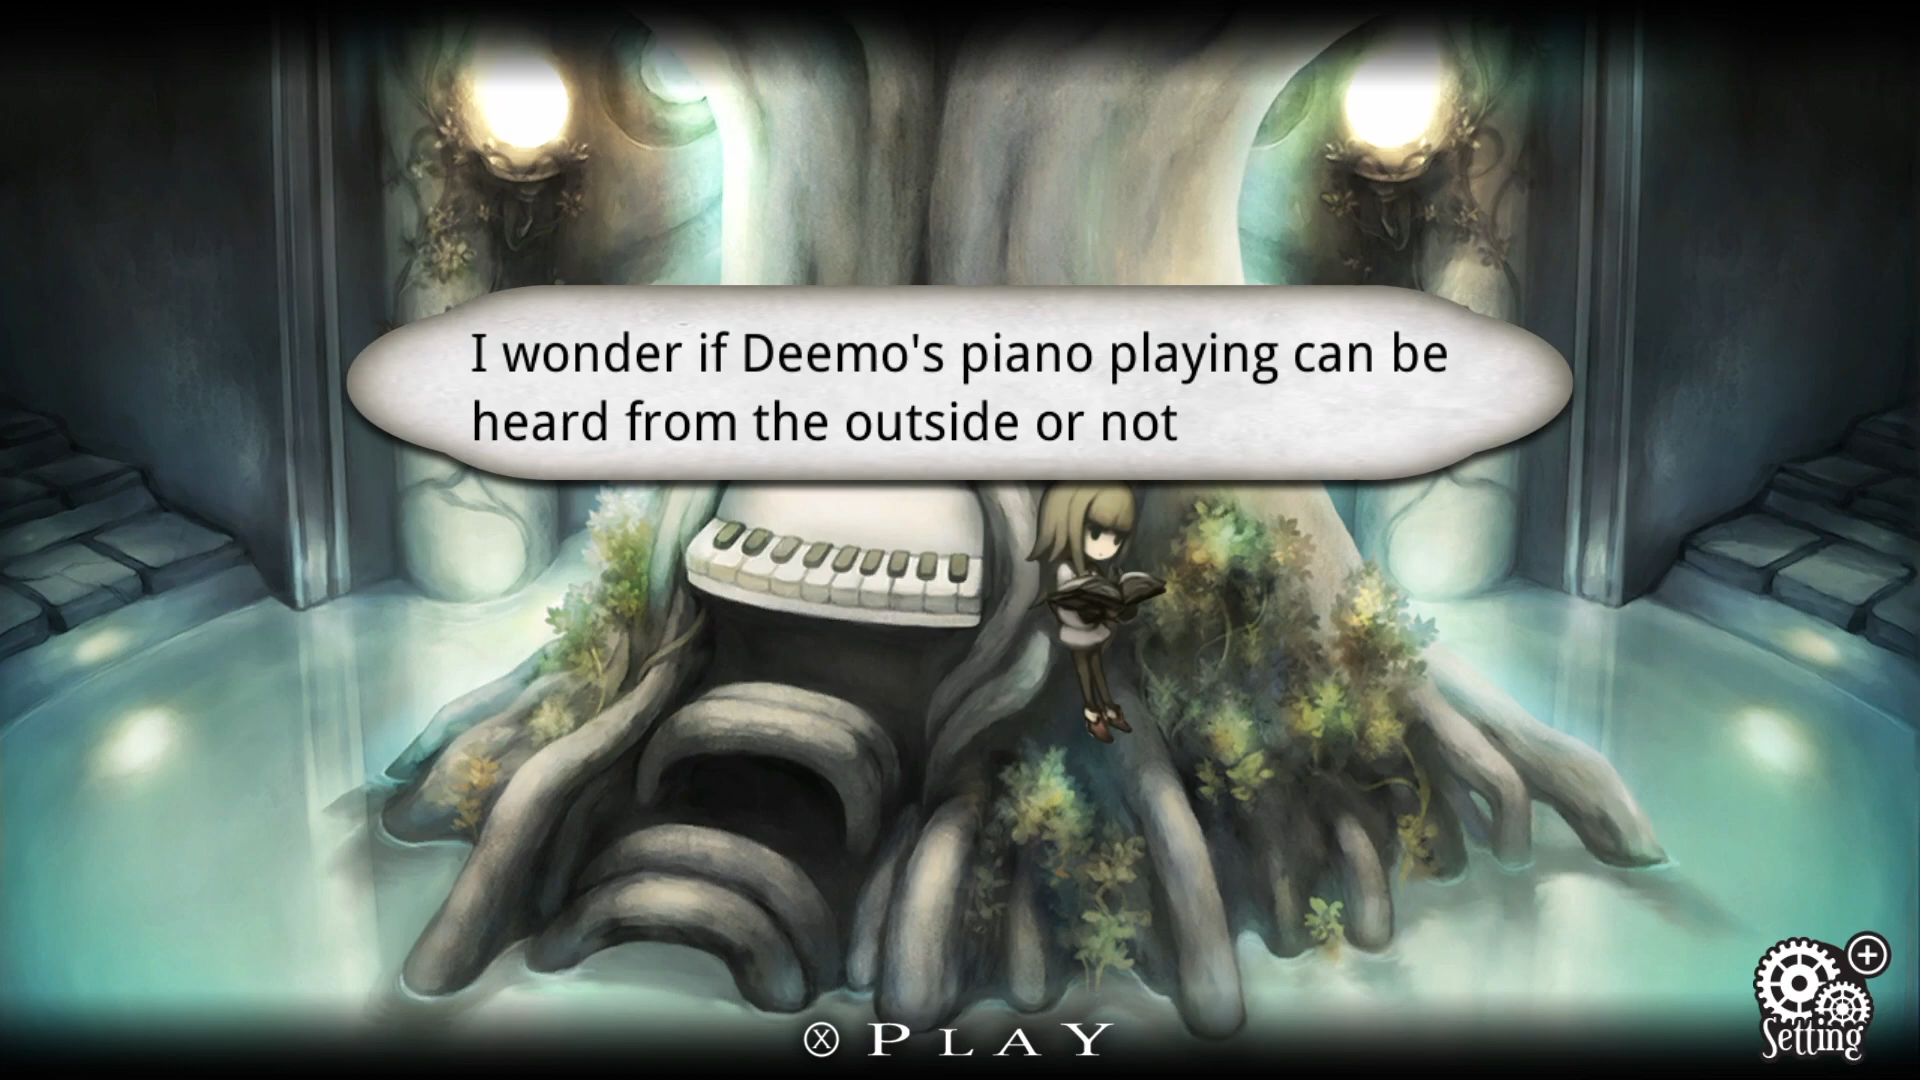 I wonder if Deemo's piano playing can be
heard from the outside or not
Ⓧ PLAY
Setting